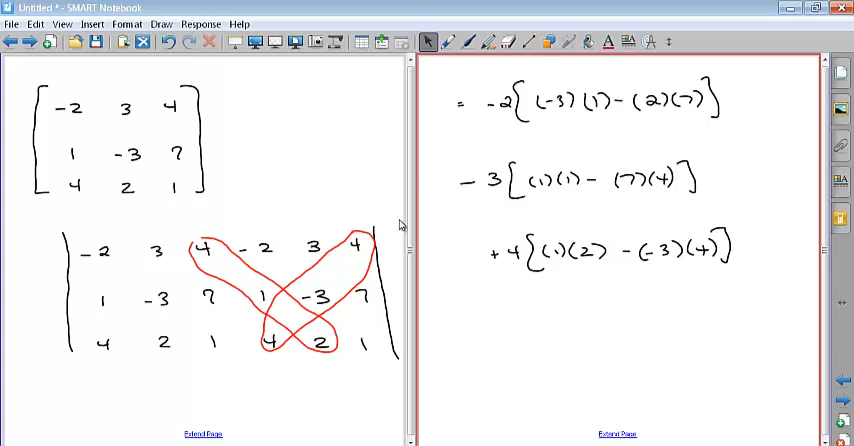 Untitled * - SMART Notebook
File Edit View Insert Format Draw Response Help
-2 3 4
1 -3 7
4 2 1
-2 3 4 -2 3 4
1 -3 7 1 -3 7
4 2 1 4 2 1
Extend Page
= -2[(-3)(1)-(2)(7)]
- 3[(1)(1)- (7)(4)]
+ 4[(1)(2) -(-3)(4)]
Extend Page